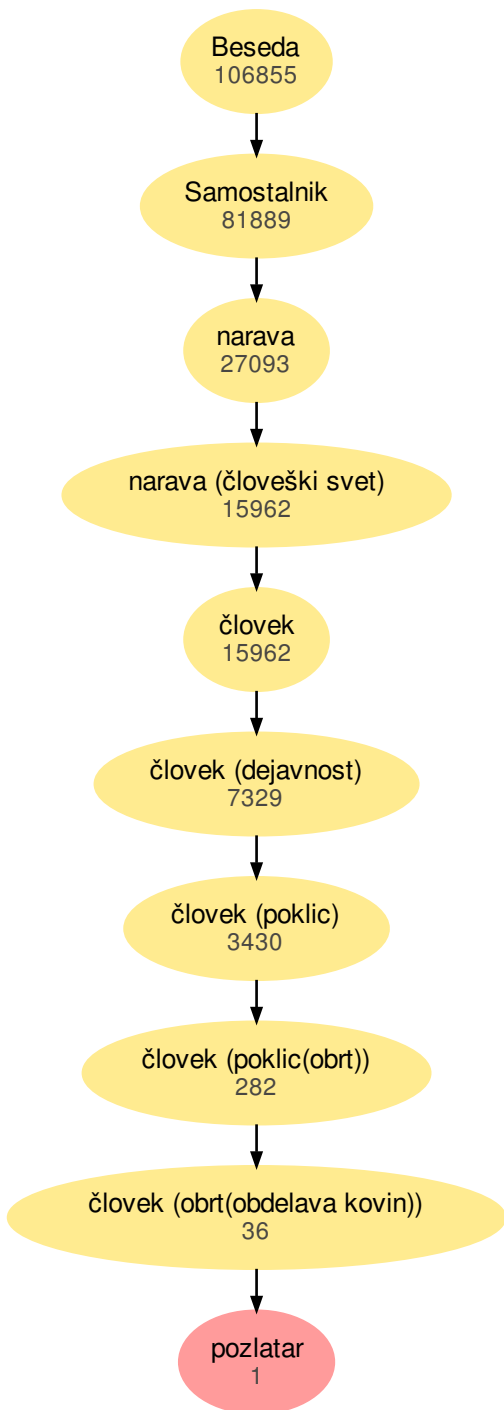 Beseda
106855
Samostalnik
81889
narava
27093
narava (človeški svet)
15962
človek
15962
človek (dejavnost)
7329
človek (poklic)
3430
človek (poklic(obrt))
282
človek (obrt(obdelava kovin))
36
pozlatar
1